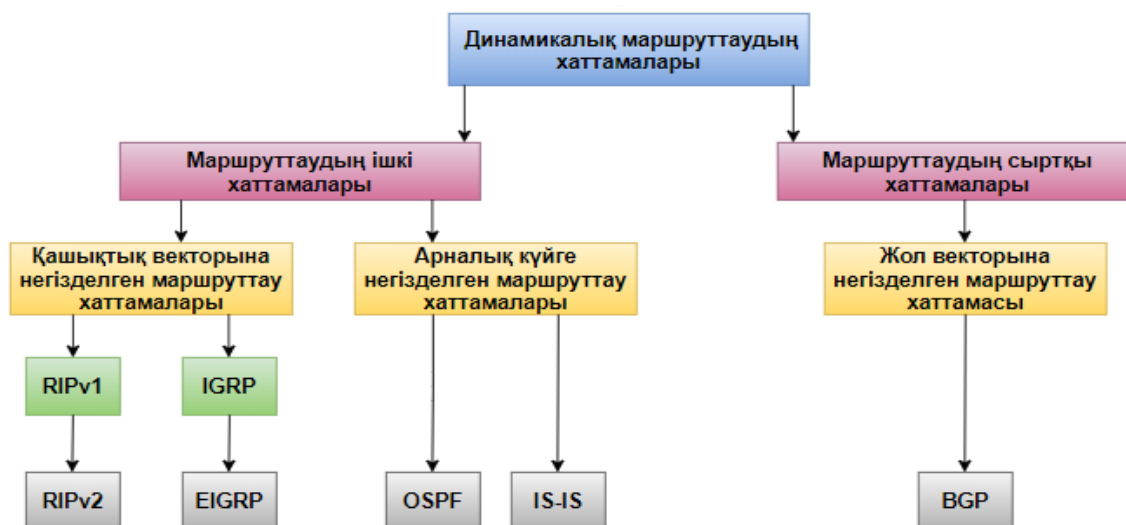 Динамикалық маршруттаудың
хаттамалары
Маршруттаудың ішкі
хаттамалары
Маршруттаудың сыртқы
хаттамалары
Қашықтық векторына
негізделген маршруттау
хаттамалары
Арналық күйге
негізделген маршруттау
хаттамалары
Жол векторына
негізделген маршруттау
хаттамасы
RIPv1
IGRP
RIPv2
EIGRP
OSPF
IS-IS
BGP